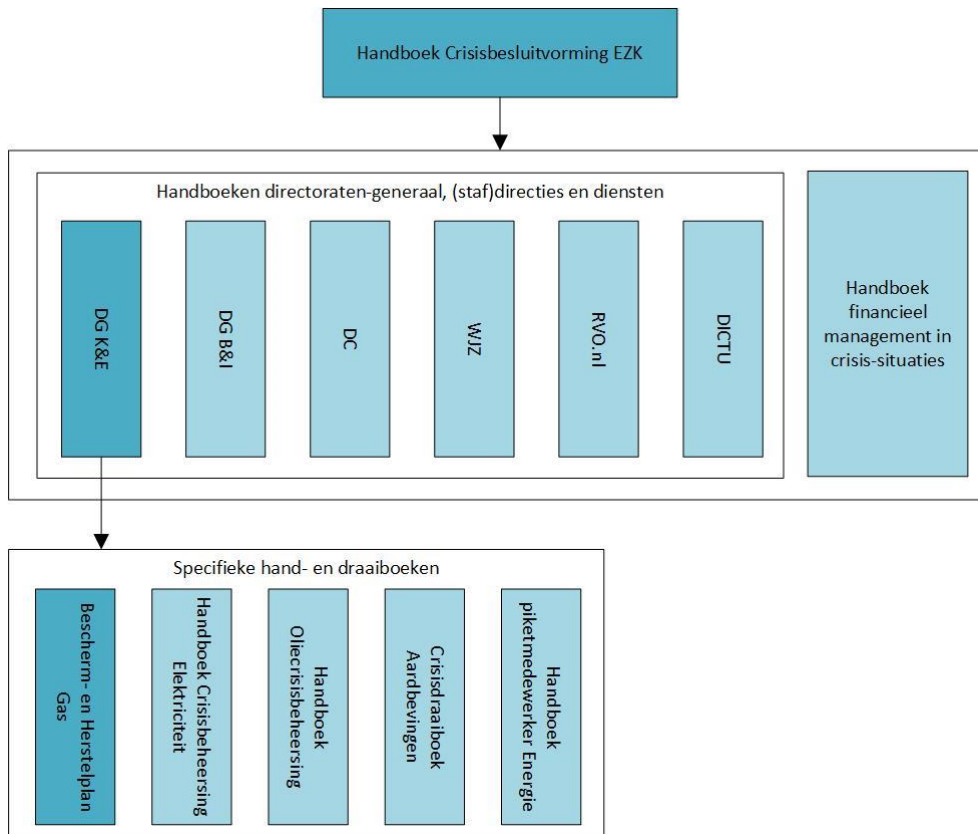 Handboek Crisisbesluitvorming EZK
Handboeken directoraten-generaal, (staf)directies en diensten
DG K&E
DG B&I
DC
WJZ
RVO.nl
DICTU
Handboek
financieel
management in
crisis-situaties
Specifieke hand- en draaiboeken
Bescherm- en Herstelplan
Gas
Handboek Crisisbeheersing
Elektriciteit
Handboek
Oliecrisisbeheersing
Crisisdraaiboek
Aardbevingen
Handboek
piketmedewerker Energie